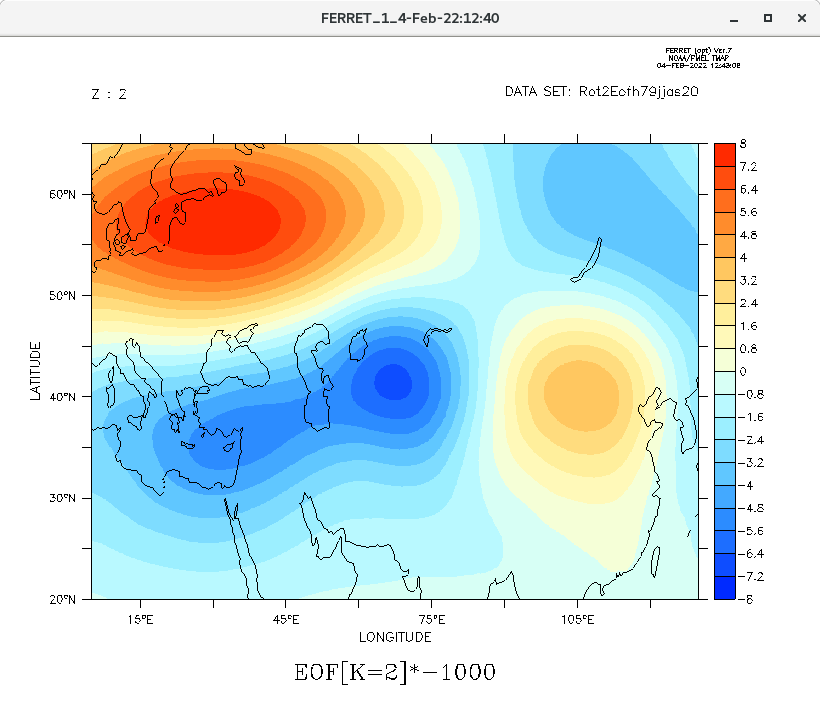 FERRET_1_4-Feb-22:12:40
FERRET (opt) Ver.7
NOAA/PMEL TMAP
04-FEB-2022 12:43:08
Z : 2
DATA SET: Rot2Eofh79jjas20
60°N
50°N
40°N
30°N
20°N
LATITUDE
15°E
45°E
75°E
105°E
LONGITUDE
8
7.2
6.4
5.6
4.8
4
3.2
2.4
1.6
0.8
0
-0.8
-1.6
-2.4
-3.2
-4
-4.8
-5.6
-6.4
-7.2
-8
EOF[K=2]*-1000